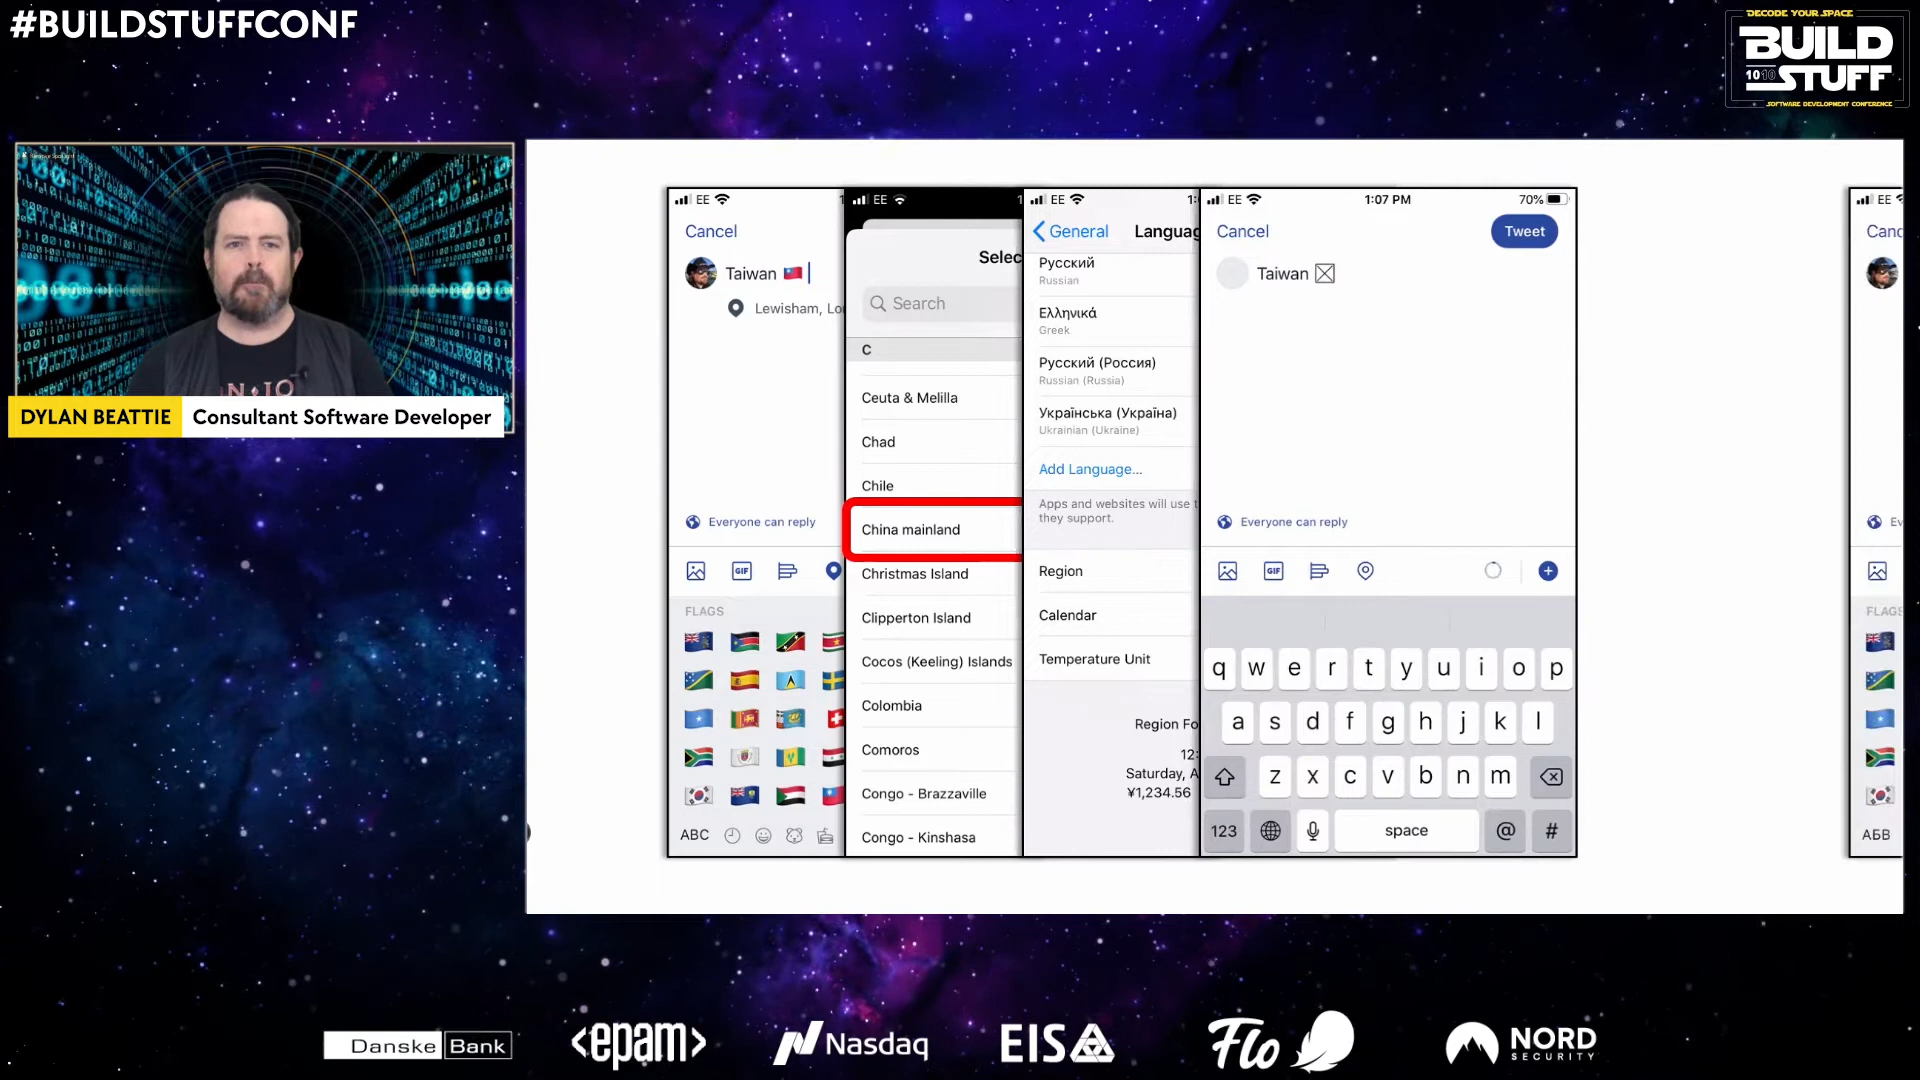 #BUILDSTUFFCONF
DECODE YOUR SPACE
BUILD
1010 STUFF
SOFTWARE DEVELOPMENT CONFERENCE
DYLAN BEATTIE Consultant Software Developer
EE
Cancel
Taiwan 🇹🇼
Lewisham, Lo
Everyone can reply
GIF
FLAGS
ABC
EE
Selec
Search
C
Ceuta & Melilla
Chad
Chile
China mainland
Christmas Island
Clipperton Island
Cocos (Keeling) Islands
Colombia
Comoros
Congo - Brazzaville
Congo - Kinshasa
EE
General Languag
Русский
Russian
Ελληνικά
Greek
Русский (Россия)
Russian (Russia)
Українська (Україна)
Ukrainian (Ukraine)
Add Language...
Apps and websites will use t
they support.
Region
Calendar
Temperature Unit
Region Fo
12:
Saturday, A
¥1,234.56
EE 1:07 PM 70%
Cancel Tweet
Taiwan
Everyone can reply
GIF
q w e r t y u i o p
a s d f g h j k l
z x c v b n m
123 space @ #
EE
Canc
Ev
FLAGS
АБВ
Danske Bank
<epam>
Nasdaq
EIS
Flo
NORD
SECURITY